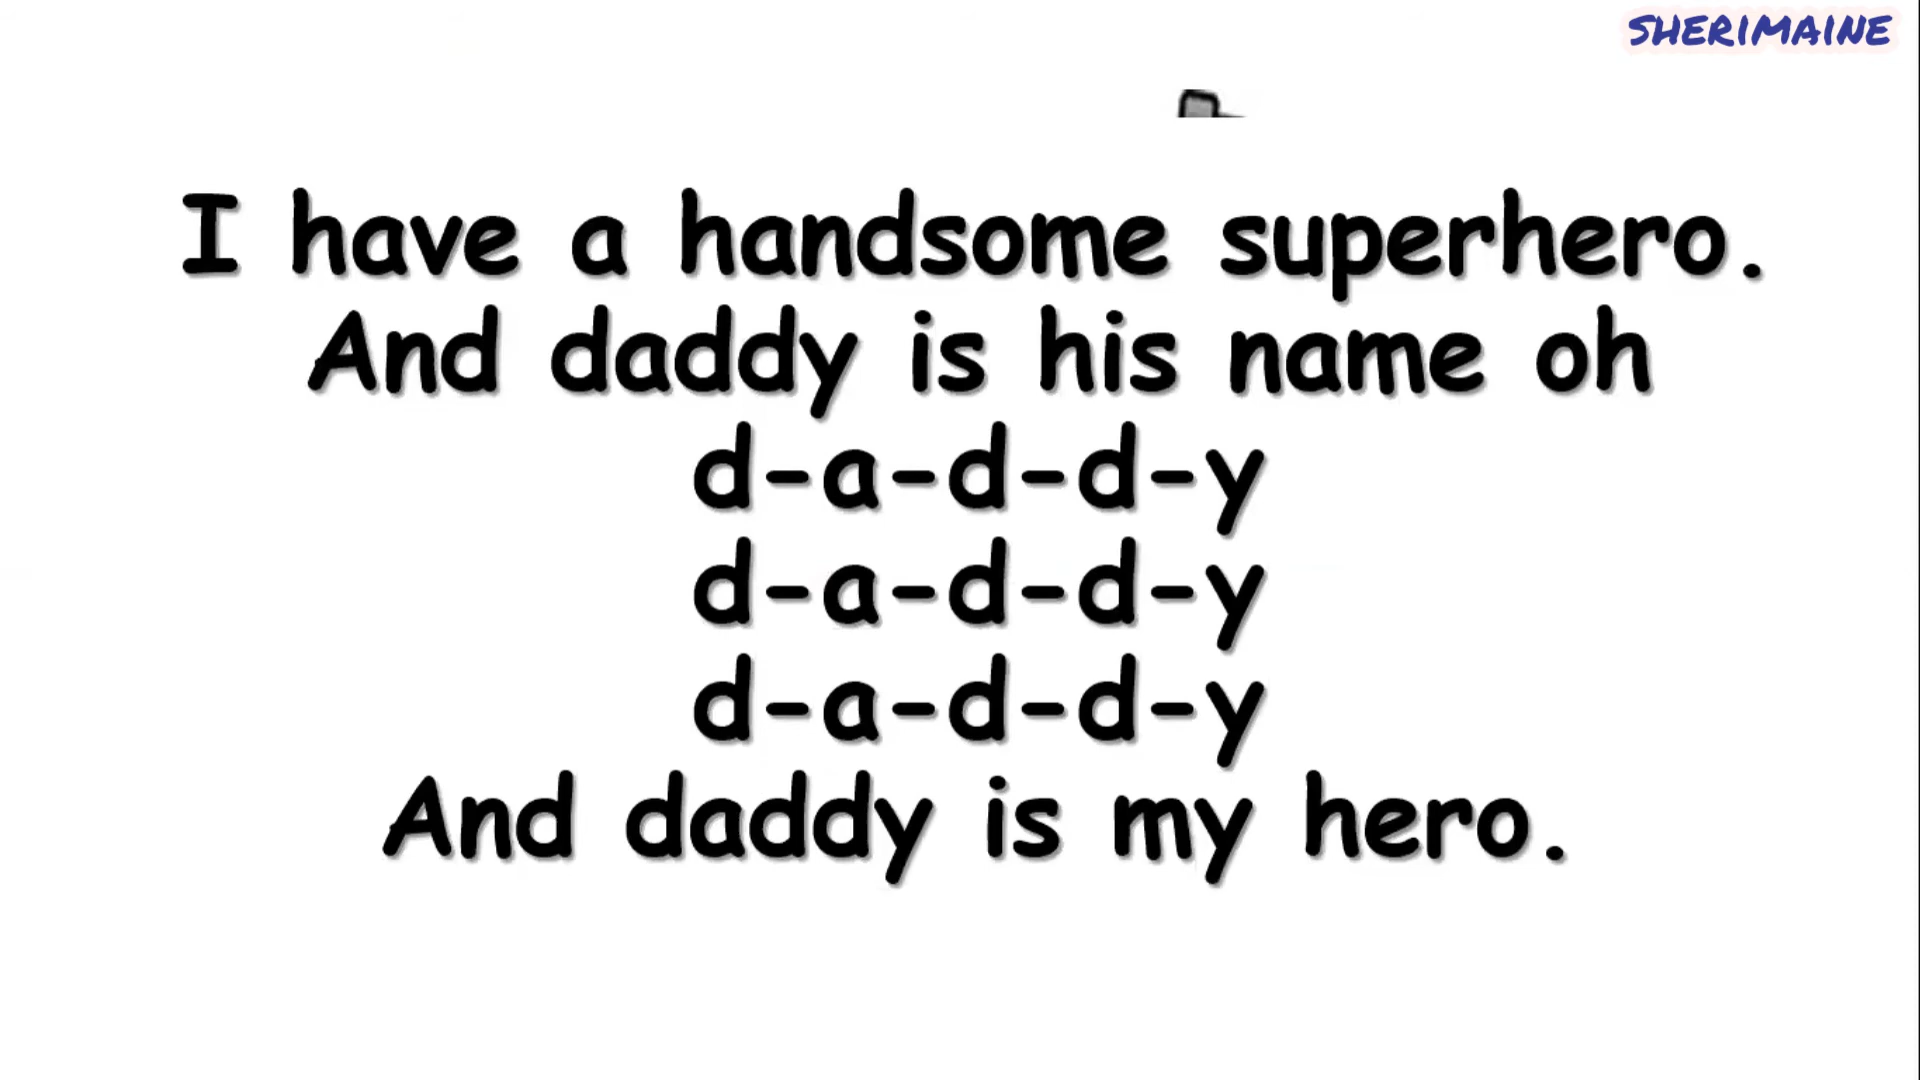 SHERIMAINE
I have a handsome superhero.
And daddy is his name oh
d-a-d-d-y
d-a-d-d-y
d-a-d-d-y
And daddy is my hero.